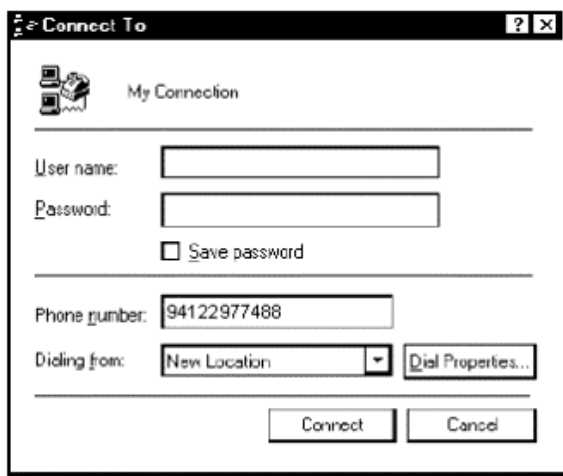 Connect To
My Connection
User name:
Password:
Save password
Phone number: 94122977488
Dialing from: New Location Dial Properties...
Connect Cancel